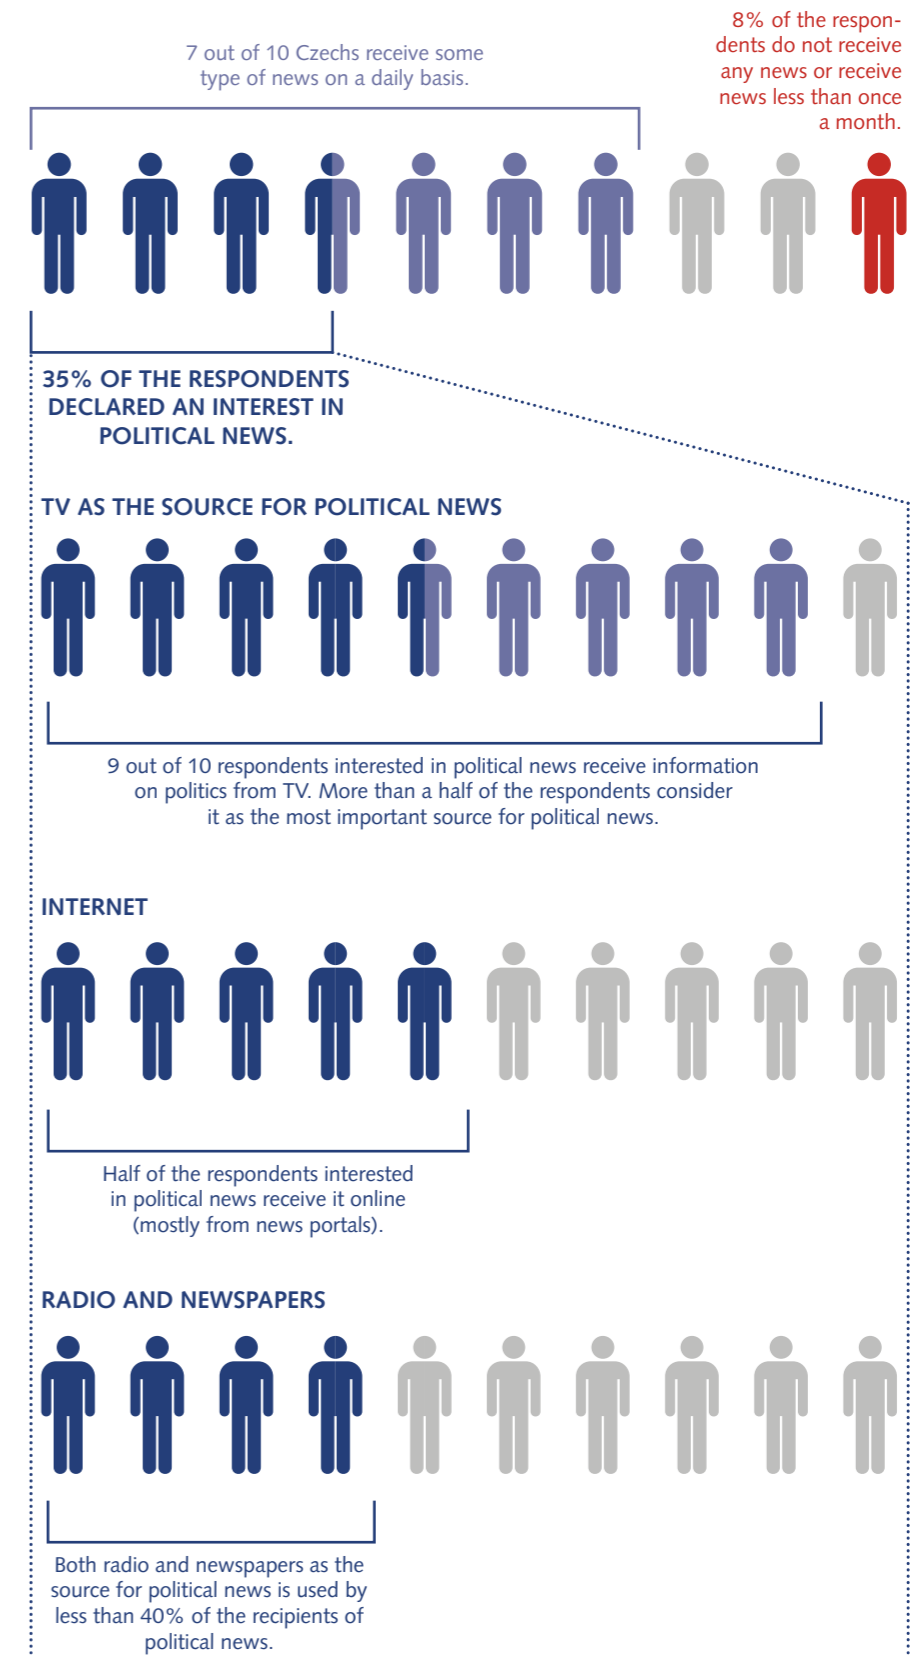 7 out of 10 Czechs receive some
type of news on a daily basis.
8% of the respon-
dents do not receive
any news or receive
news less than once
a month.
35% OF THE RESPONDENTS
DECLARED AN INTEREST IN
POLITICAL NEWS.
TV AS THE SOURCE FOR POLITICAL NEWS
9 out of 10 respondents interested in political news receive information
on politics from TV. More than a half of the respondents consider
it as the most important source for political news.
INTERNET
Half of the respondents interested
in political news receive it online
(mostly from news portals).
RADIO AND NEWSPAPERS
Both radio and newspapers as the
source for political news is used by
less than 40% of the recipients of
political news.